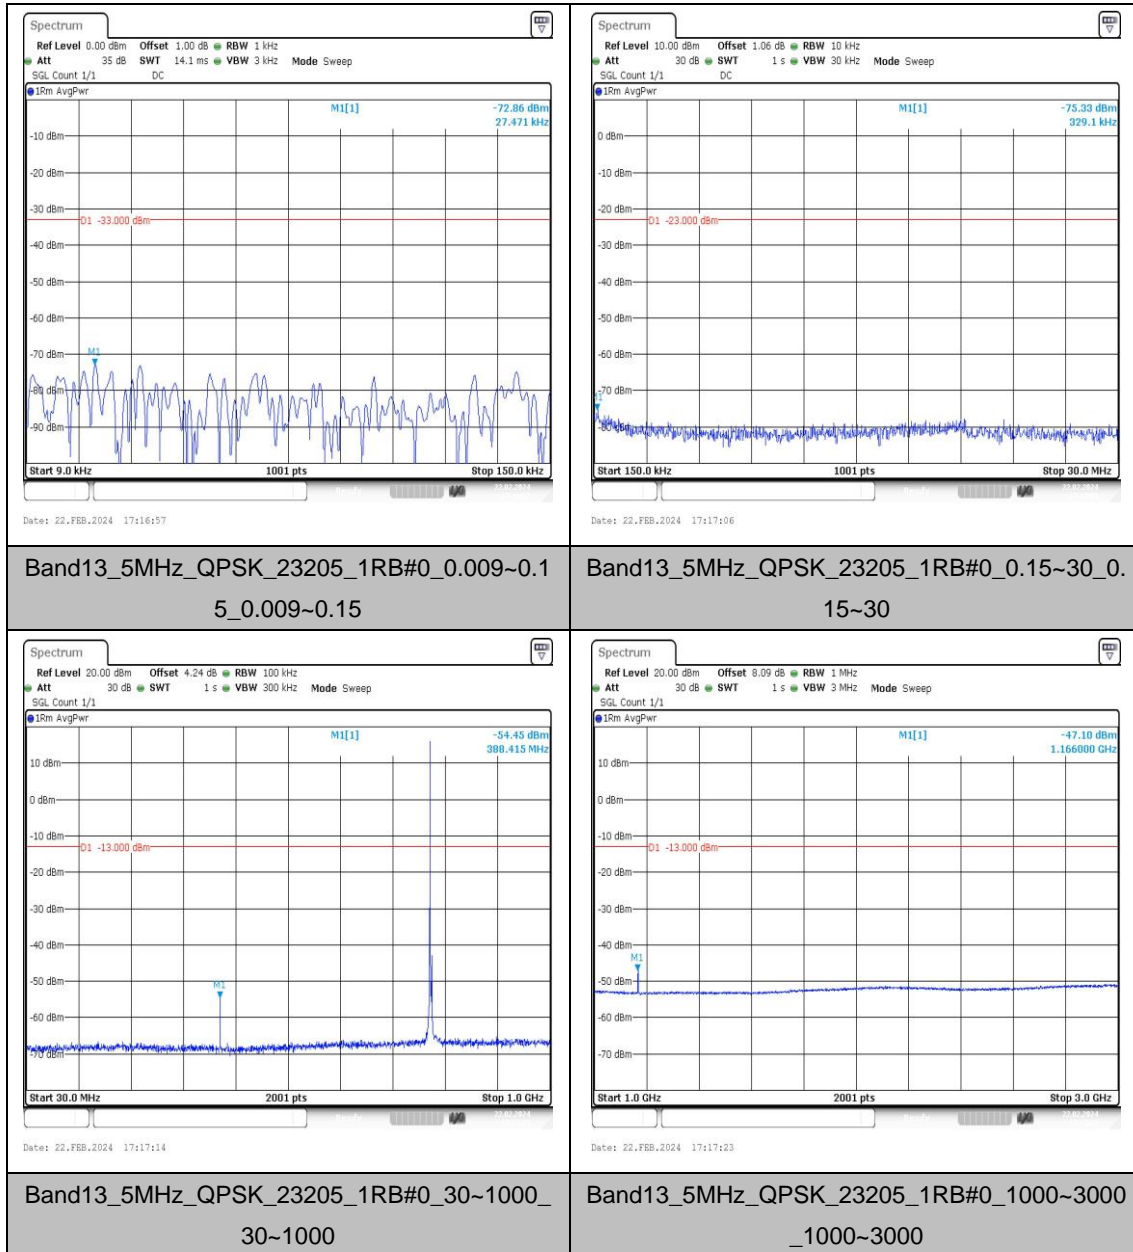 Spectrum
Ref Level 0.00 dBm Offset 1.00 dB RBW 1 kHz
Att 35 dB SWT 14.1 ms VBW 3 kHz Mode Sweep
SGL Count 1/1 DC
1Rm AvgPwr
M1[1] -72.86 dBm
27.471 kHz
-10 dBm
-20 dBm
-30 dBm
D1 -33.000 dBm
-40 dBm
-50 dBm
-60 dBm
-70 dBm
M1
-80 dBm
-90 dBm
Start 9.0 kHz 1001 pts Stop 150.0 kHz
Date: 22.FEB.2024 17:16:57
Band13_5MHz_QPSK_23205_1RB#0_0.009~0.1
5_0.009~0.15
Spectrum
Ref Level 10.00 dBm Offset 1.06 dB RBW 10 kHz
Att 30 dB SWT 1 s VBW 30 kHz Mode Sweep
SGL Count 1/1 DC
1Rm AvgPwr
M1[1] -75.33 dBm
329.1 kHz
0 dBm
-10 dBm
-20 dBm
D1 -23.000 dBm
-30 dBm
-40 dBm
-50 dBm
-60 dBm
-70 dBm
-80 dBm
Start 150.0 kHz 1001 pts Stop 30.0 MHz
Date: 22.FEB.2024 17:17:06
Band13_5MHz_QPSK_23205_1RB#0_0.15~30_0.
15~30
Spectrum
Ref Level 20.00 dBm Offset 4.24 dB RBW 100 kHz
Att 30 dB SWT 1 s VBW 300 kHz Mode Sweep
SGL Count 1/1
1Rm AvgPwr
M1[1] -54.45 dBm
388.415 MHz
10 dBm
0 dBm
-10 dBm
D1 -13.000 dBm
-20 dBm
-30 dBm
-40 dBm
-50 dBm
M1
-60 dBm
-70 dBm
Start 30.0 MHz 2001 pts Stop 1.0 GHz
Date: 22.FEB.2024 17:17:14
Band13_5MHz_QPSK_23205_1RB#0_30~1000_
30~1000
Spectrum
Ref Level 20.00 dBm Offset 8.09 dB RBW 1 MHz
Att 30 dB SWT 1 s VBW 3 MHz Mode Sweep
SGL Count 1/1
1Rm AvgPwr
M1[1] -47.10 dBm
1.166000 GHz
10 dBm
0 dBm
-10 dBm
D1 -13.000 dBm
-20 dBm
-30 dBm
-40 dBm
M1
-50 dBm
-60 dBm
-70 dBm
Start 1.0 GHz 2001 pts Stop 3.0 GHz
Date: 22.FEB.2024 17:17:23
Band13_5MHz_QPSK_23205_1RB#0_1000~3000
_1000~3000